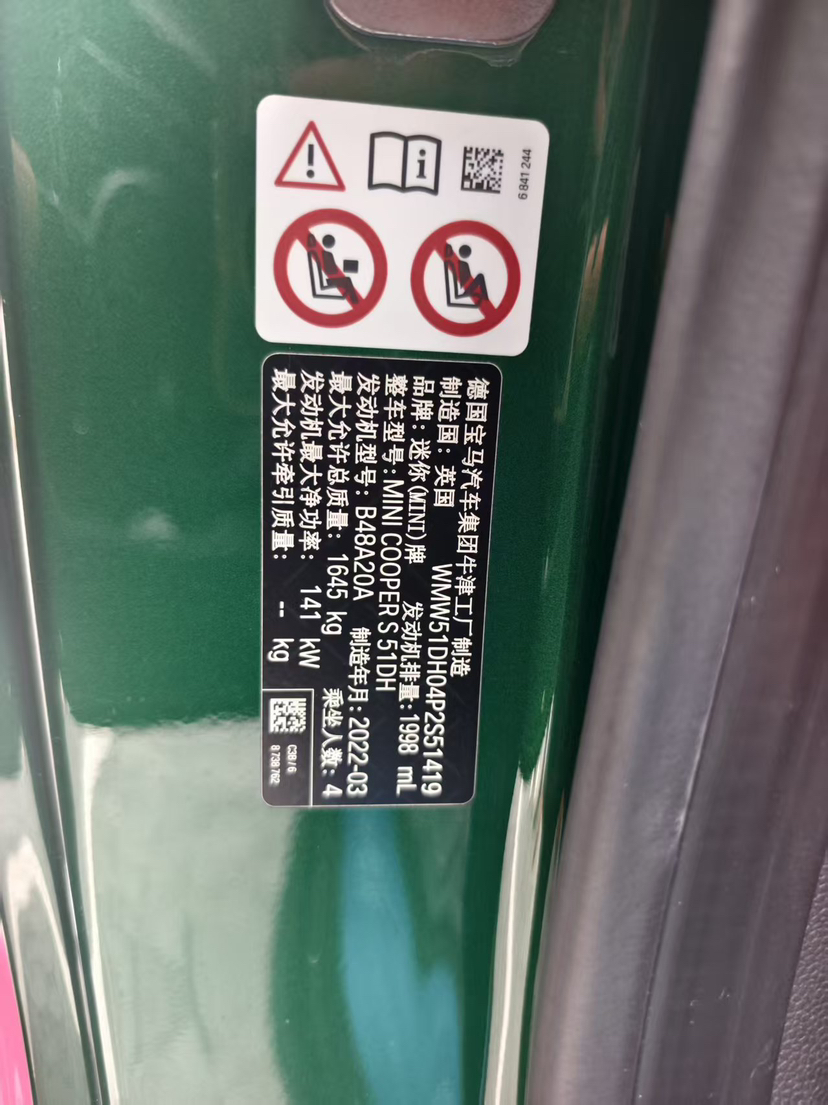 6 841 244
德国宝马汽车集团牛津工厂 制造
制造国：英国 WMW51DH04P2S51419
品牌：迷你(MINI)牌 发动机排量：1998 mL
整车型号：MINI COOPER S 51DH
发动机型号：B48A20A 制造年月：2022-03
最大允许总质量：1645 kg 乘坐人数：4
发动机最大净功率：141 kW
最大允许牵引质量：-- kg
C3B/6
8 738 762